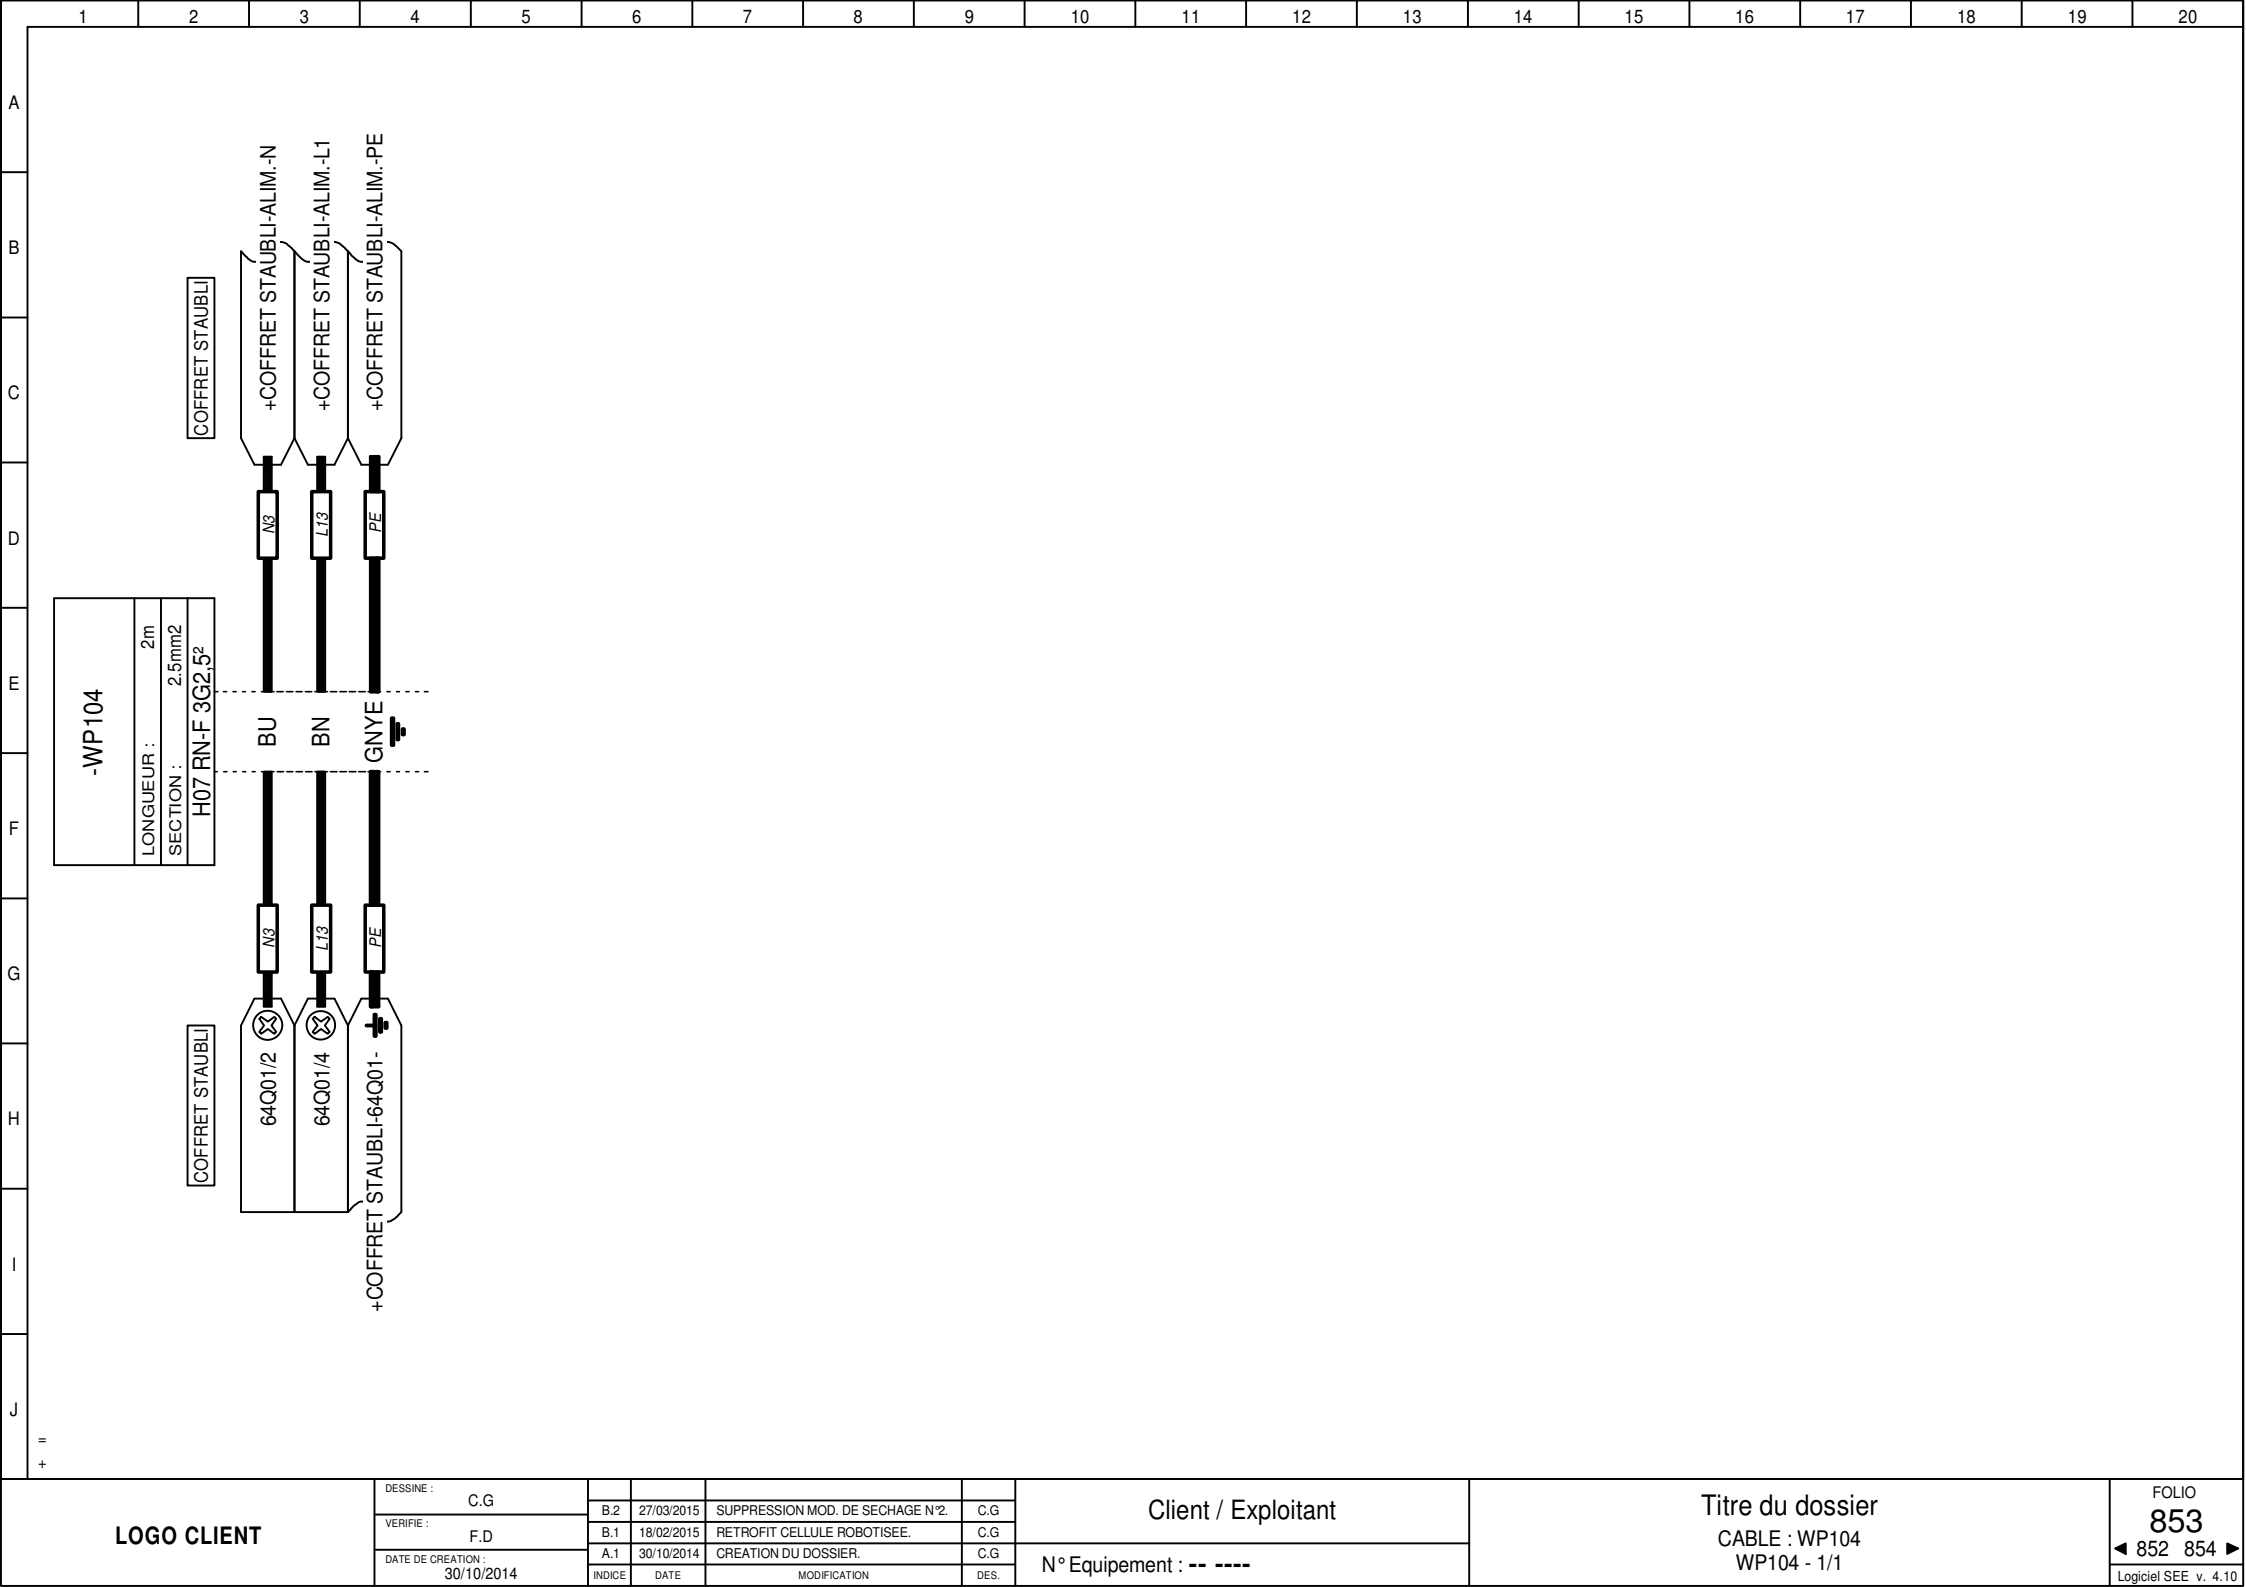 1 2 3 4 5 6 7 8 9 10 11 12 13 14 15 16 17 18 19 20
A
B
C
D
E
F
G
H
I
J
+COFFRET STAUBLI-ALIM.-N
+COFFRET STAUBLI-ALIM.-L1
+COFFRET STAUBLI-ALIM.-PE
COFFRET STAUBLI
N3
L13
PE
-WP104
LONGUEUR : 2m
SECTION : 2.5mm2
H07 RN-F 3G2,5²
BU
BN
GNYE
N3
L13
PE
COFFRET STAUBLI
64Q01/2
64Q01/4
+COFFRET STAUBLI-64Q01-
=
+
LOGO CLIENT
DESSINE :
C.G
VERIFIE :
F.D
DATE DE CREATION :
30/10/2014
B.2 27/03/2015 SUPPRESSION MOD. DE SECHAGE N°2. C.G
B.1 18/02/2015 RETROFIT CELLULE ROBOTISEE. C.G
A.1 30/10/2014 CREATION DU DOSSIER. C.G
INDICE DATE MODIFICATION DES.
Client / Exploitant
N° Equipement : -- ----
Titre du dossier
CABLE : WP104
WP104 - 1/1
FOLIO
853
◄ 852 854 ►
Logiciel SEE v. 4.10